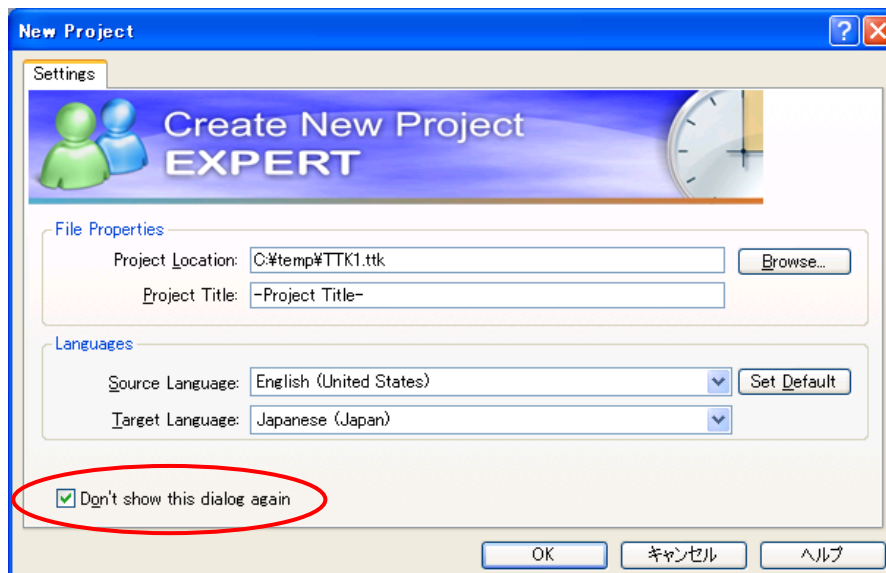 New Project
Settings
Create New Project
EXPERT
File Properties
Project Location: C:¥temp¥TTK1.ttk Browse...
Project Title: -Project Title-
Languages
Source Language: English (United States) Set Default
Target Language: Japanese (Japan)
Don't show this dialog again
OK キャンセル ヘルプ